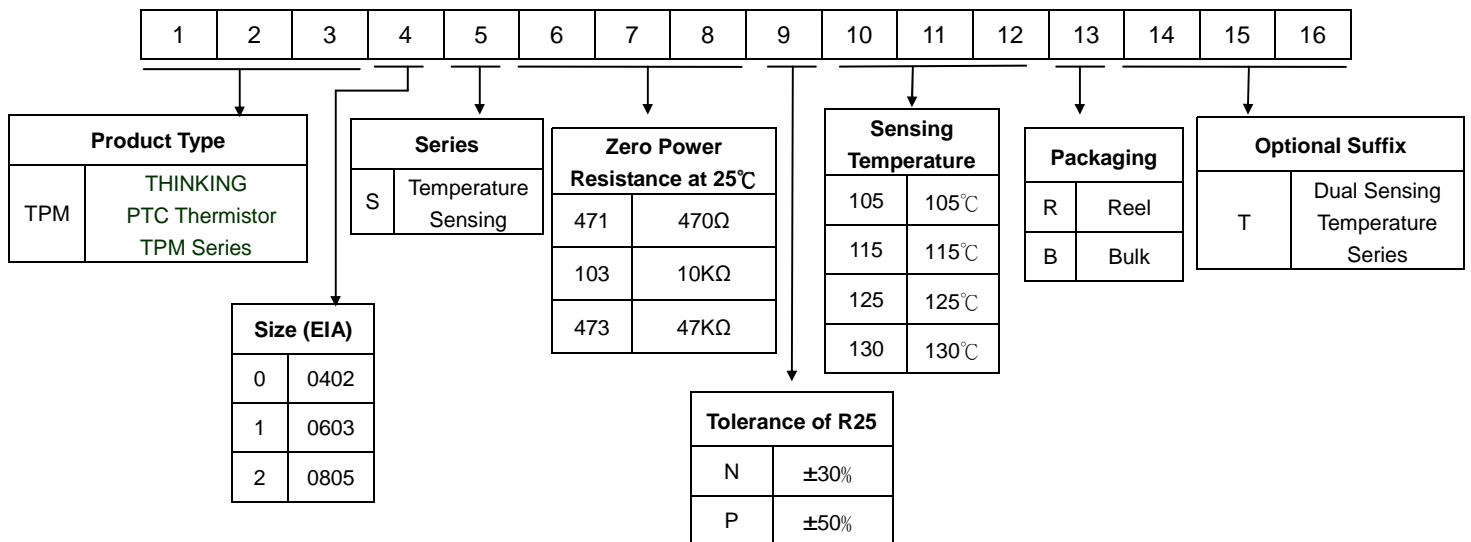 1 2 3 4 5 6 7 8 9 10 11 12 13 14 15 16
Product Type
TPM
THINKING
PTC Thermistor
TPM Series
Size (EIA)
0 0402
1 0603
2 0805
Series
S
Temperature
Sensing
Zero Power
Resistance at 25℃
471 470Ω
103 10KΩ
473 47KΩ
Tolerance of R25
N ±30%
P ±50%
Sensing
Temperature
105 105℃
115 115℃
125 125℃
130 130℃
Packaging
R Reel
B Bulk
Optional Suffix
T
Dual Sensing
Temperature
Series